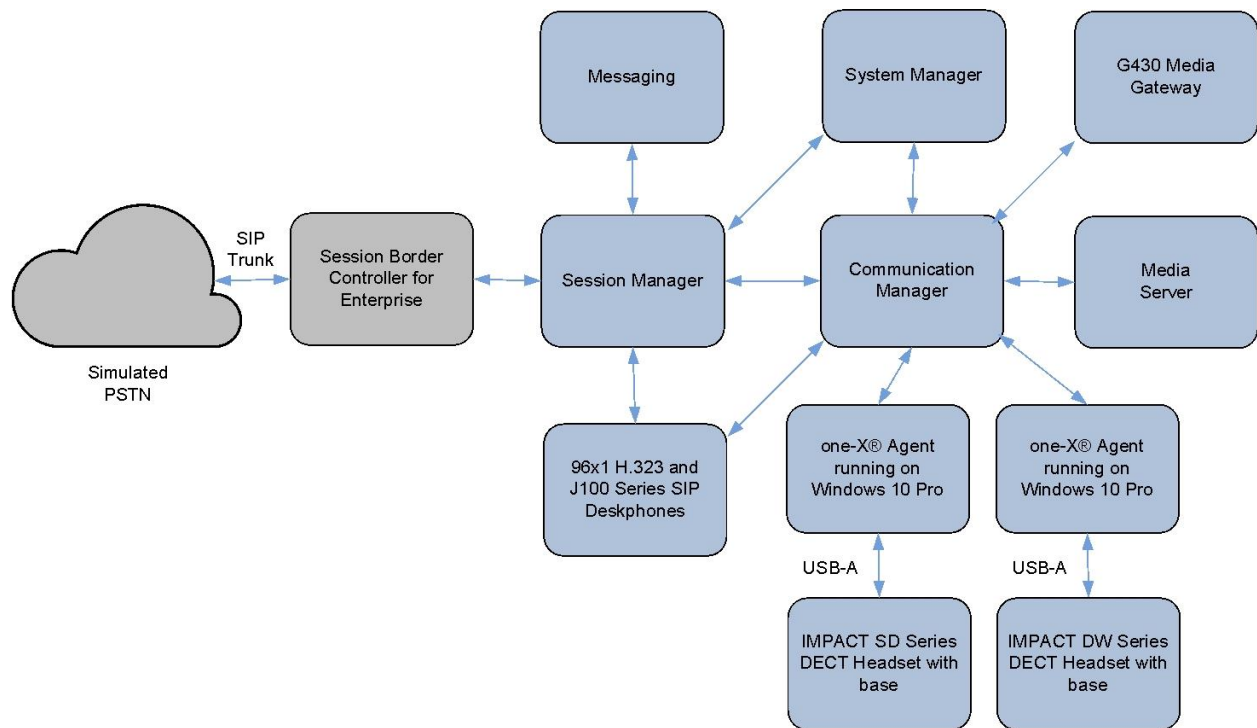 Messaging
System Manager
G430 Media
Gateway
SIP
Trunk
Session Border
Controller for
Enterprise
Session Manager
Communication
Manager
Media
Server
Simulated
PSTN
96x1 H.323 and
J100 Series SIP
Deskphones
one-X® Agent
running on
Windows 10 Pro
one-X® Agent
running on
Windows 10 Pro
USB-A
USB-A
IMPACT SD Series
DECT Headset with
base
IMPACT DW Series
DECT Headset with
base